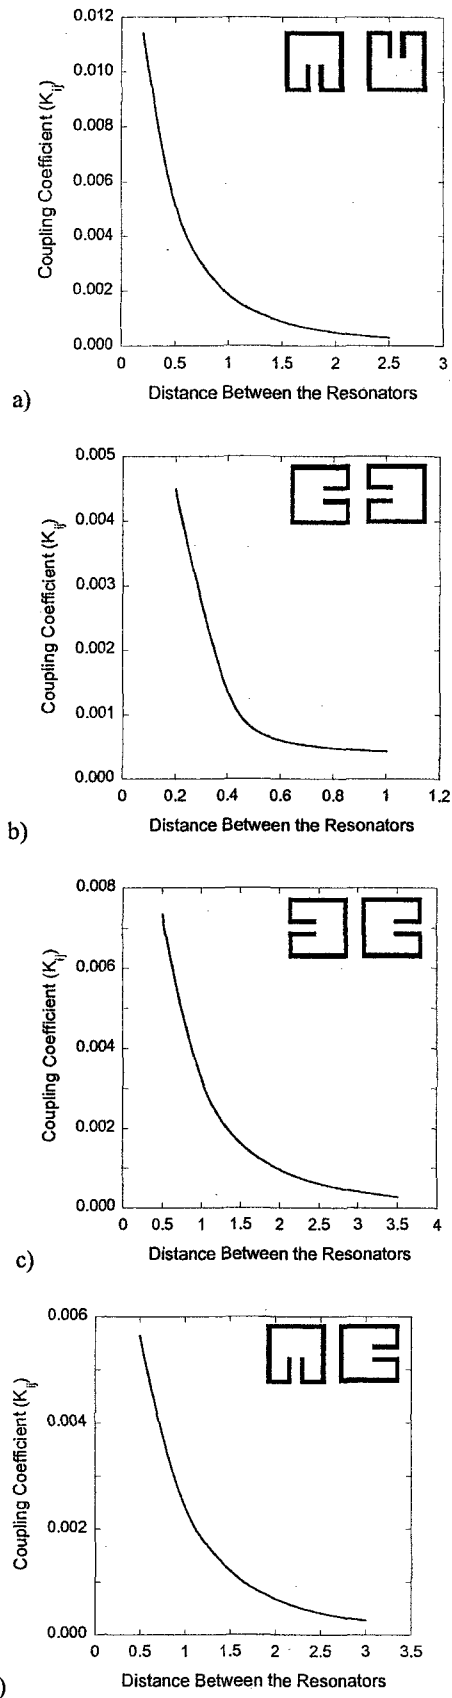 0.012
0.010
0.008
0.006
0.004
0.002
0.000
Coupling Coefficient (K_ij)
0 0.5 1 1.5 2 2.5 3
Distance Between the Resonators
a)
0.005
0.004
0.003
0.002
0.001
0.000
Coupling Coefficient (K_ij)
0 0.2 0.4 0.6 0.8 1 1.2
Distance Between the Resonators
b)
0.008
0.006
0.004
0.002
0.000
Coupling Coefficient (K_ij)
0 0.5 1 1.5 2 2.5 3 3.5 4
Distance Between the Resonators
c)
0.006
0.004
0.002
0.000
Coupling Coefficient (K_ij)
0 0.5 1 1.5 2 2.5 3 3.5
Distance Between the Resonators
)